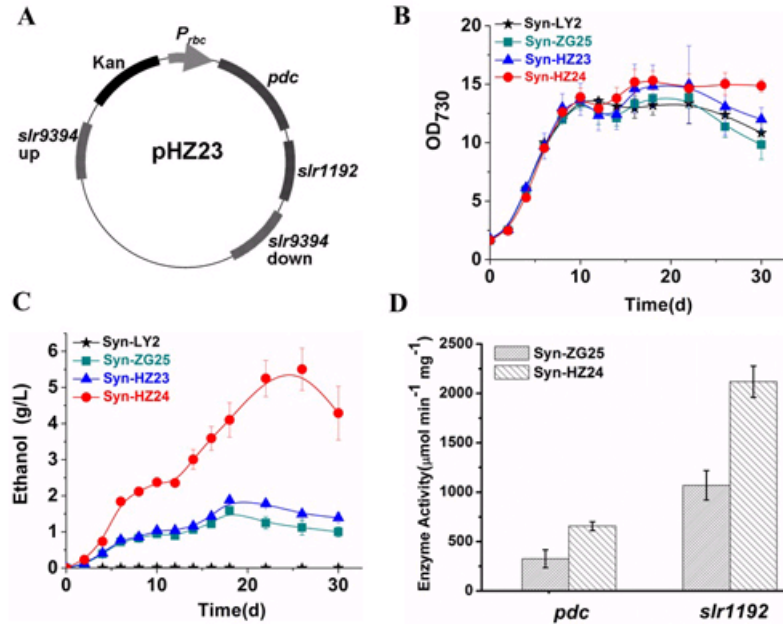 A
P_rbc
Kan
pdc
slr9394
up
pHZ23
slr1192
slr9394
down
B
Syn-LY2
Syn-ZG25
Syn-HZ23
Syn-HZ24
20
15
10
5
0
OD730
0 10 20 30
Time(d)
C
Syn-LY2
Syn-ZG25
Syn-HZ23
Syn-HZ24
6
5
4
3
2
1
0
Ethanol (g/L)
0 10 20 30
Time(d)
D
Syn-ZG25
Syn-HZ24
2500
2000
1500
1000
500
0
Enzyme Activity(μmol min⁻¹ mg⁻¹)
pdc slr1192